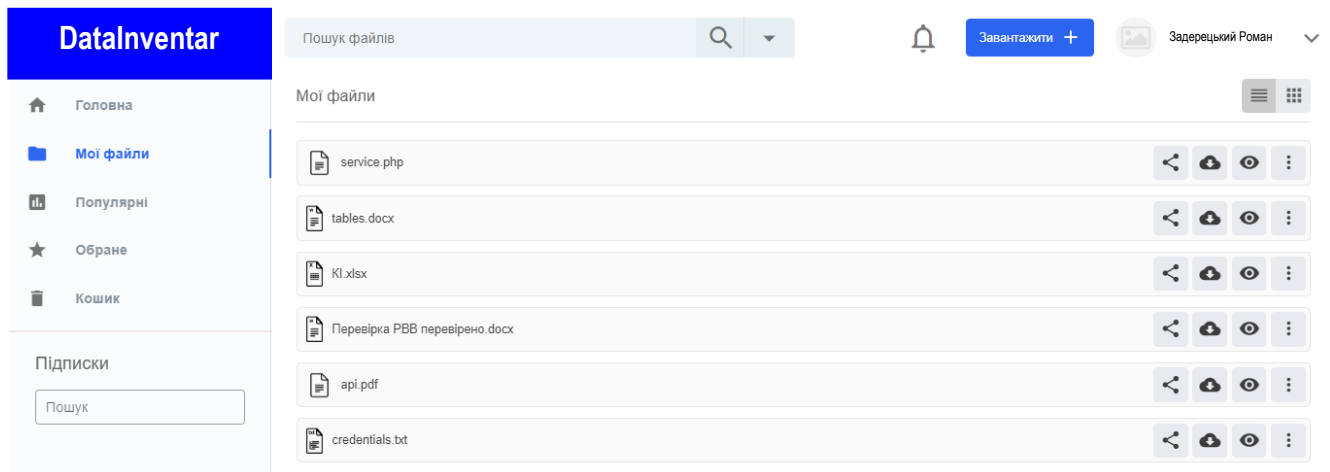 DataInventar
Пошук файлів
Завантажити +
Задерецький Роман
Головна
Мої файли
Популярні
Обране
Кошик
Підписки
Пошук
Мої файли
service.php
tables.docx
KI.xlsx
Перевірка РВВ перевірено.docx
api.pdf
credentials.txt